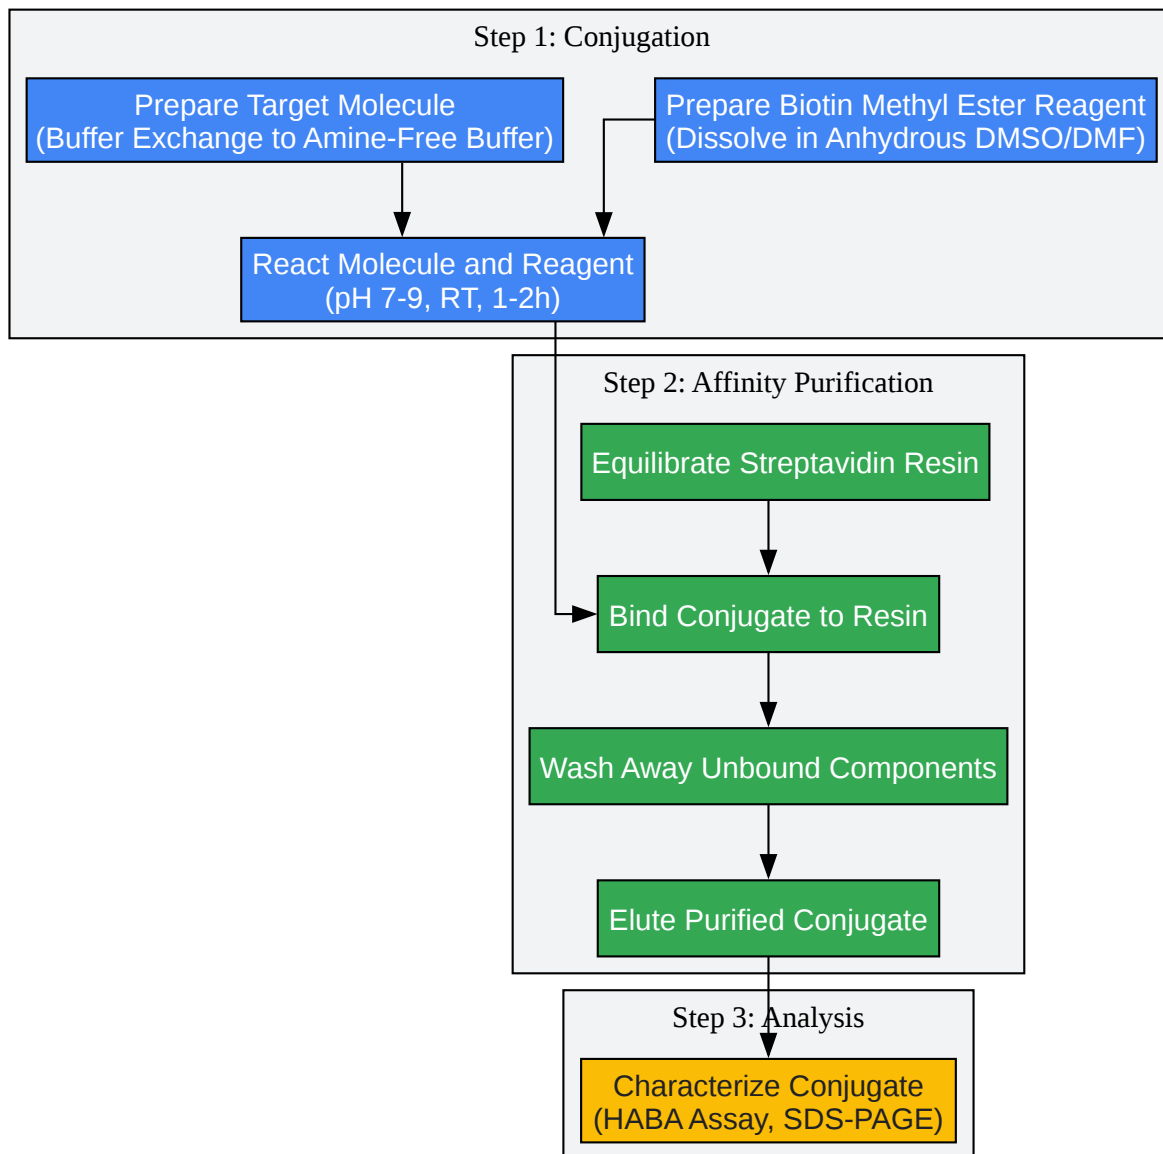 Step 1: Conjugation
Prepare Target Molecule
(Buffer Exchange to Amine-Free Buffer)
Prepare Biotin Methyl Ester Reagent
(Dissolve in Anhydrous DMSO/DMF)
React Molecule and Reagent
(pH 7-9, RT, 1-2h)
Step 2: Affinity Purification
Equilibrate Streptavidin Resin
Bind Conjugate to Resin
Wash Away Unbound Components
Elute Purified Conjugate
Step 3: Analysis
Characterize Conjugate
(HABA Assay, SDS-PAGE)